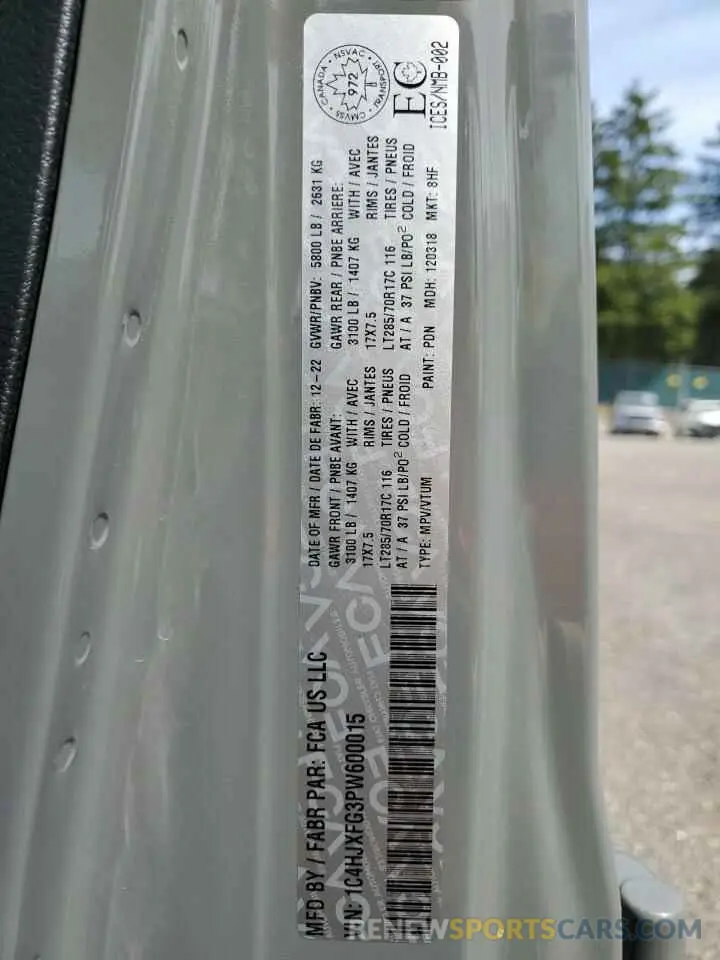 MFD BY / FABR PAR: FCA US LLC
DATE OF MFR / DATE DE FABR: 12-22 GVWR/PNBV: 5800 LB / 2631 KG
GAWR FRONT / PNBE AVANT: GAWR REAR / PNBE ARRIERE:
3100 LB / 1407 KG WITH / AVEC 3100 LB / 1407 KG WITH / AVEC
17X7.5 RIMS / JANTES 17X7.5 RIMS / JANTES
LT285/70R17C 116 TIRES / PNEUS LT285/70R17C 116 TIRES / PNEUS
AT / A 37 PSI LB/PO² COLD / FROID AT / A 37 PSI LB/PO² COLD / FROID
VIN: 1C4HJXFG3PW600015
TYPE: MPV/VTUM PAINT: PDN MDH: 120318 MKT: 8HF
CANADA • NSVAC • TRANSPORT • CMVSS
972
EC
ICES/NMB-002
RENEWSPORTSCARS.COM